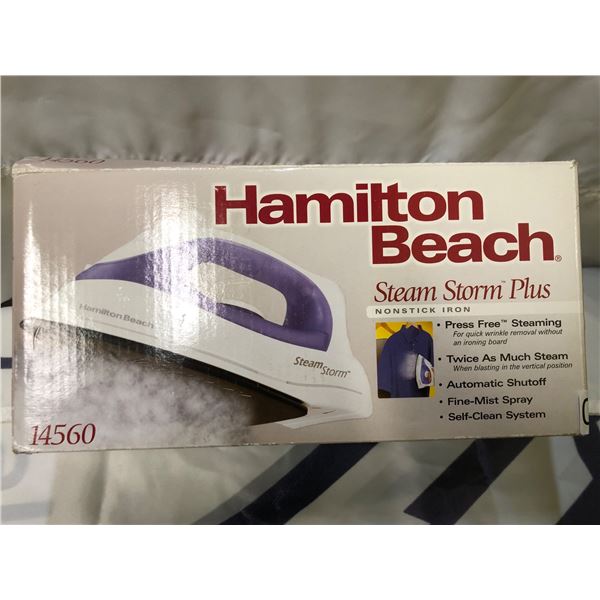 14560
Hamilton
Beach®
Steam Storm™ Plus
NONSTICK IRON
• Press Free™ Steaming
For quick wrinkle removal without
an ironing board
• Twice As Much Steam
When blasting in the vertical position
• Automatic Shutoff
• Fine-Mist Spray
• Self-Clean System
Hamilton Beach
Steam
Storm™
14560